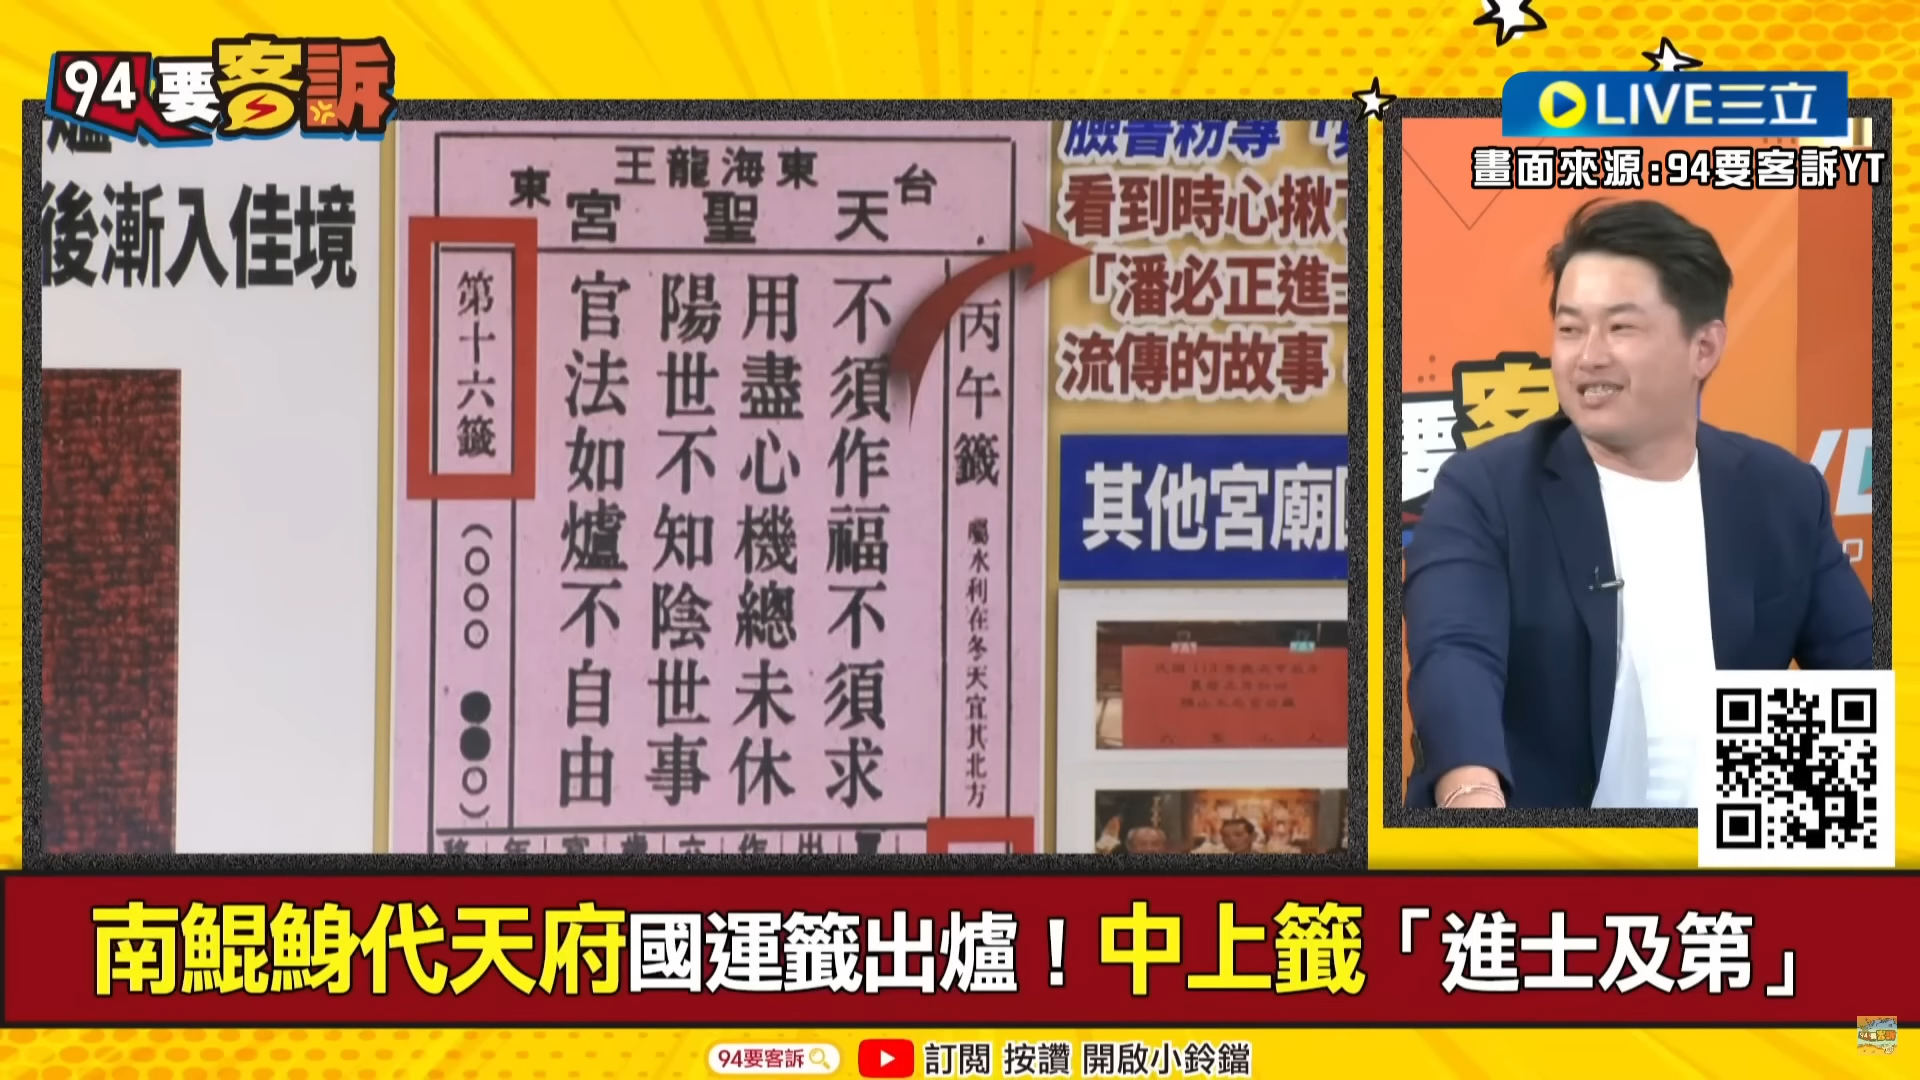 94要客訴
LIVE三立
畫面來源:94要客訴YT
後漸入佳境
東海龍王
台東
天聖宮
丙午籤
屬水利在冬天宜其北方
不須作福不須求
用盡心機總未休
陽世不知陰世事
官法如爐不自由
第十六籤
(○○○ ●●○)
臉書粉專
看到時心揪
「潘必正進士
流傳的故事
其他宮廟
南鯤鯓代天府國運籤出爐!中上籤「進士及第」
94要客訴
訂閱 按讚 開啟小鈴鐺